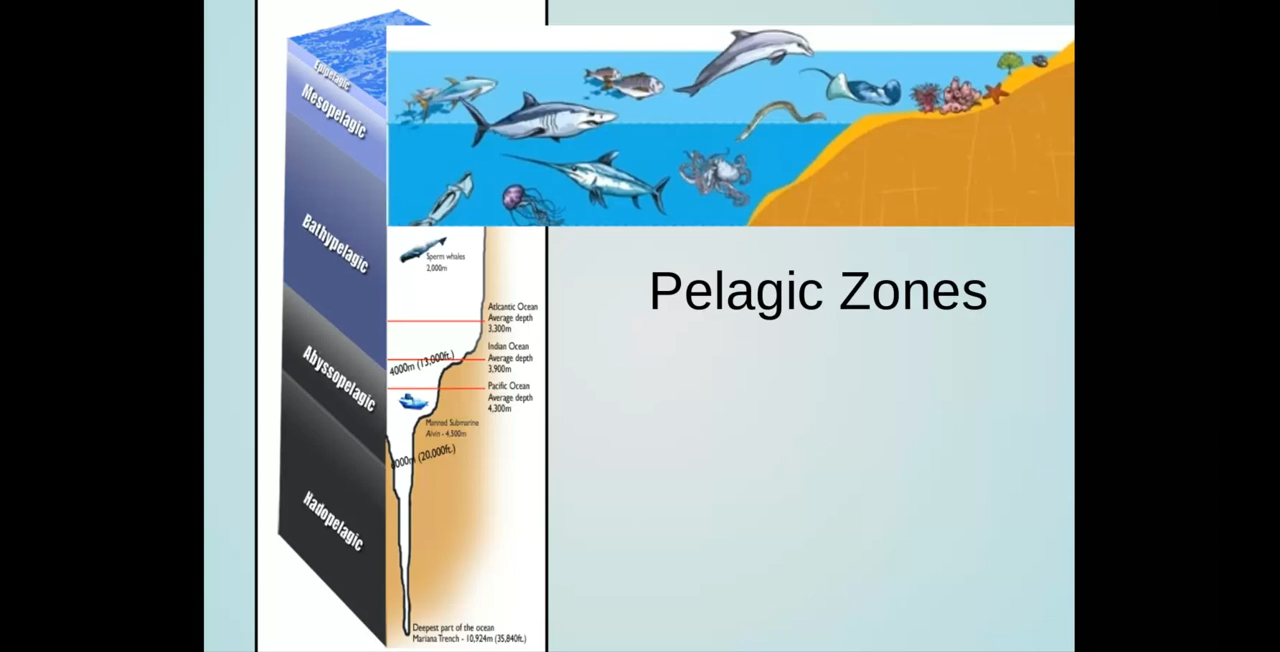 Epipelagic
Mesopelagic
Bathypelagic
Abyssopelagic
Hadopelagic
Sperm whales
2,000m
Atlcantic Ocean
Average depth
3,300m
Indian Ocean
Average depth
3,900m
4000m (13,000ft.)
Pacific Ocean
Average depth
4,300m
Manned Submarine
Alvin - 4,500m
(20,000ft.)
Deepest part of the ocean
Mariana Trench - 10,924m (35,840ft.)
Pelagic Zones